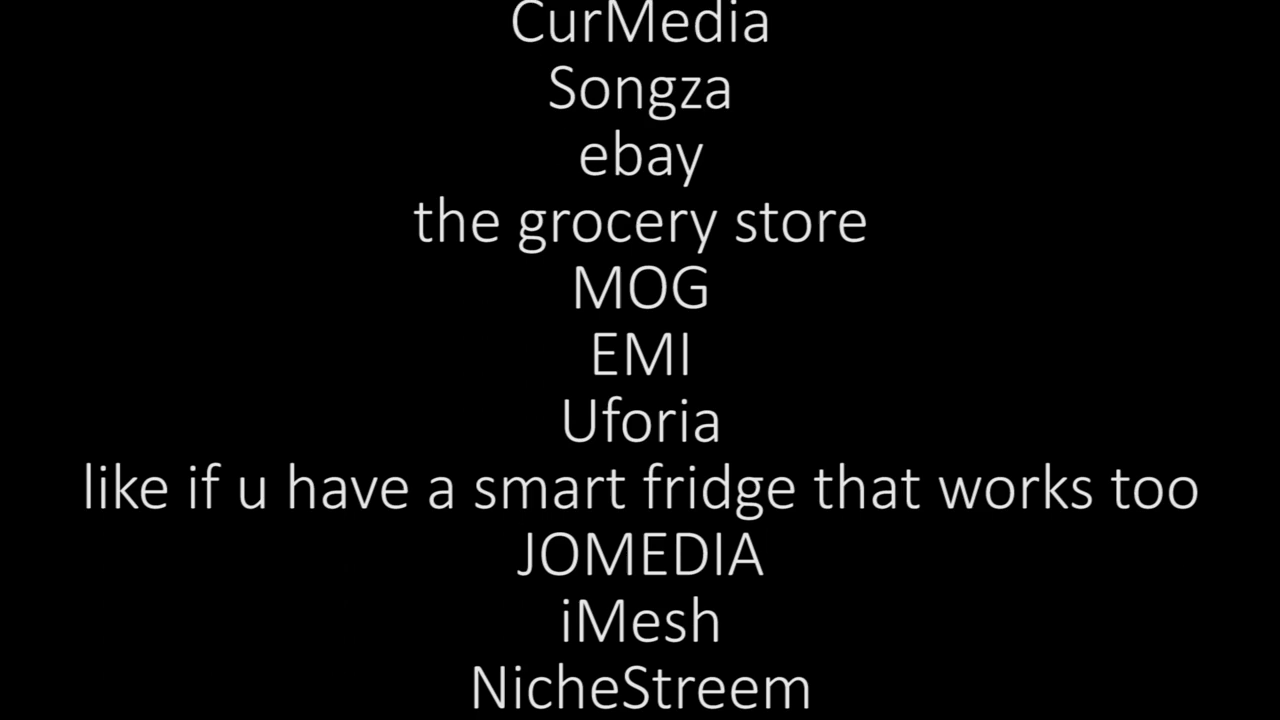 CurMedia
Songza
ebay
the grocery store
MOG
EMI
Uforia
like if u have a smart fridge that works too
JOMEDIA
iMesh
NicheStreem